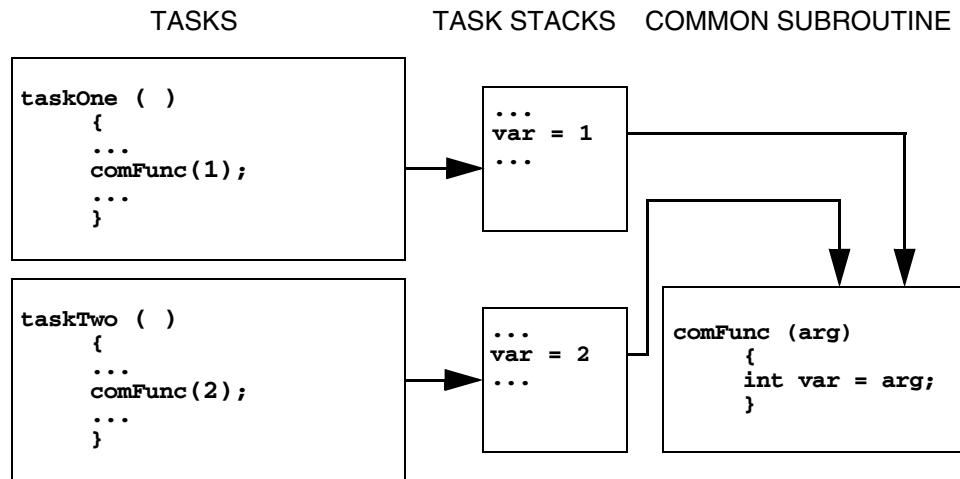 TASKS
TASK STACKS
COMMON SUBROUTINE
taskOne ( )
{
...
comFunc(1);
...
}
...
var = 1
...
taskTwo ( )
{
...
comFunc(2);
...
}
...
var = 2
...
comFunc (arg)
{
int var = arg;
}